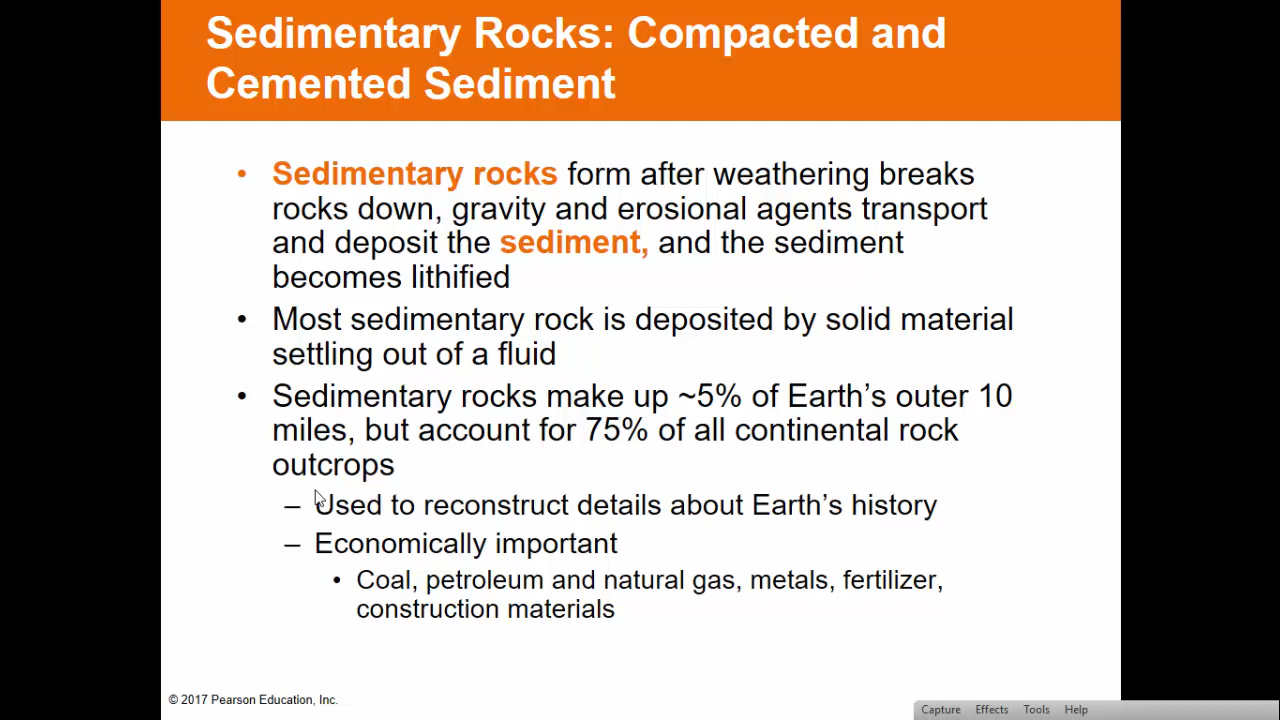 Sedimentary Rocks: Compacted and
Cemented Sediment
• Sedimentary rocks form after weathering breaks
rocks down, gravity and erosional agents transport
and deposit the sediment, and the sediment
becomes lithified
• Most sedimentary rock is deposited by solid material
settling out of a fluid
• Sedimentary rocks make up ~5% of Earth's outer 10
miles, but account for 75% of all continental rock
outcrops
– Used to reconstruct details about Earth's history
– Economically important
• Coal, petroleum and natural gas, metals, fertilizer,
construction materials
© 2017 Pearson Education, Inc.
Capture Effects Tools Help